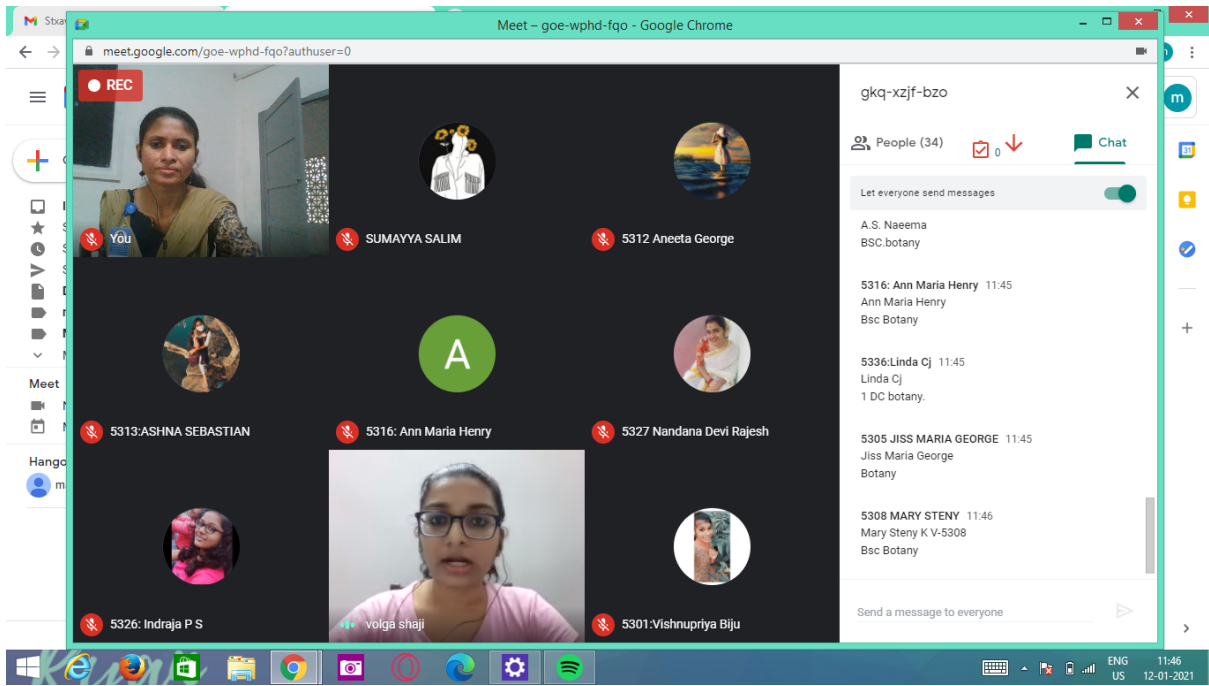 Meet – goe-wphd-fqo - Google Chrome
meet.google.com/goe-wphd-fqo?authuser=0
REC
You
SUMAYYA SALIM
5312 Aneeta George
5313:ASHNA SEBASTIAN
A
5316: Ann Maria Henry
5327 Nandana Devi Rajesh
5326: Indraja P S
volga shaji
5301:Vishnupriya Biju
gkq-xzjf-bzo
People (34)
0
Chat
Let everyone send messages
A.S. Naeema
BSC.botany
5316: Ann Maria Henry 11:45
Ann Maria Henry
Bsc Botany
5336:Linda Cj 11:45
Linda Cj
1 DC botany.
5305 JISS MARIA GEORGE 11:45
Jiss Maria George
Botany
5308 MARY STENY 11:46
Mary Steny K V-5308
Bsc Botany
Send a message to everyone
m
31
Meet
ENG 11:46
US 12-01-2021